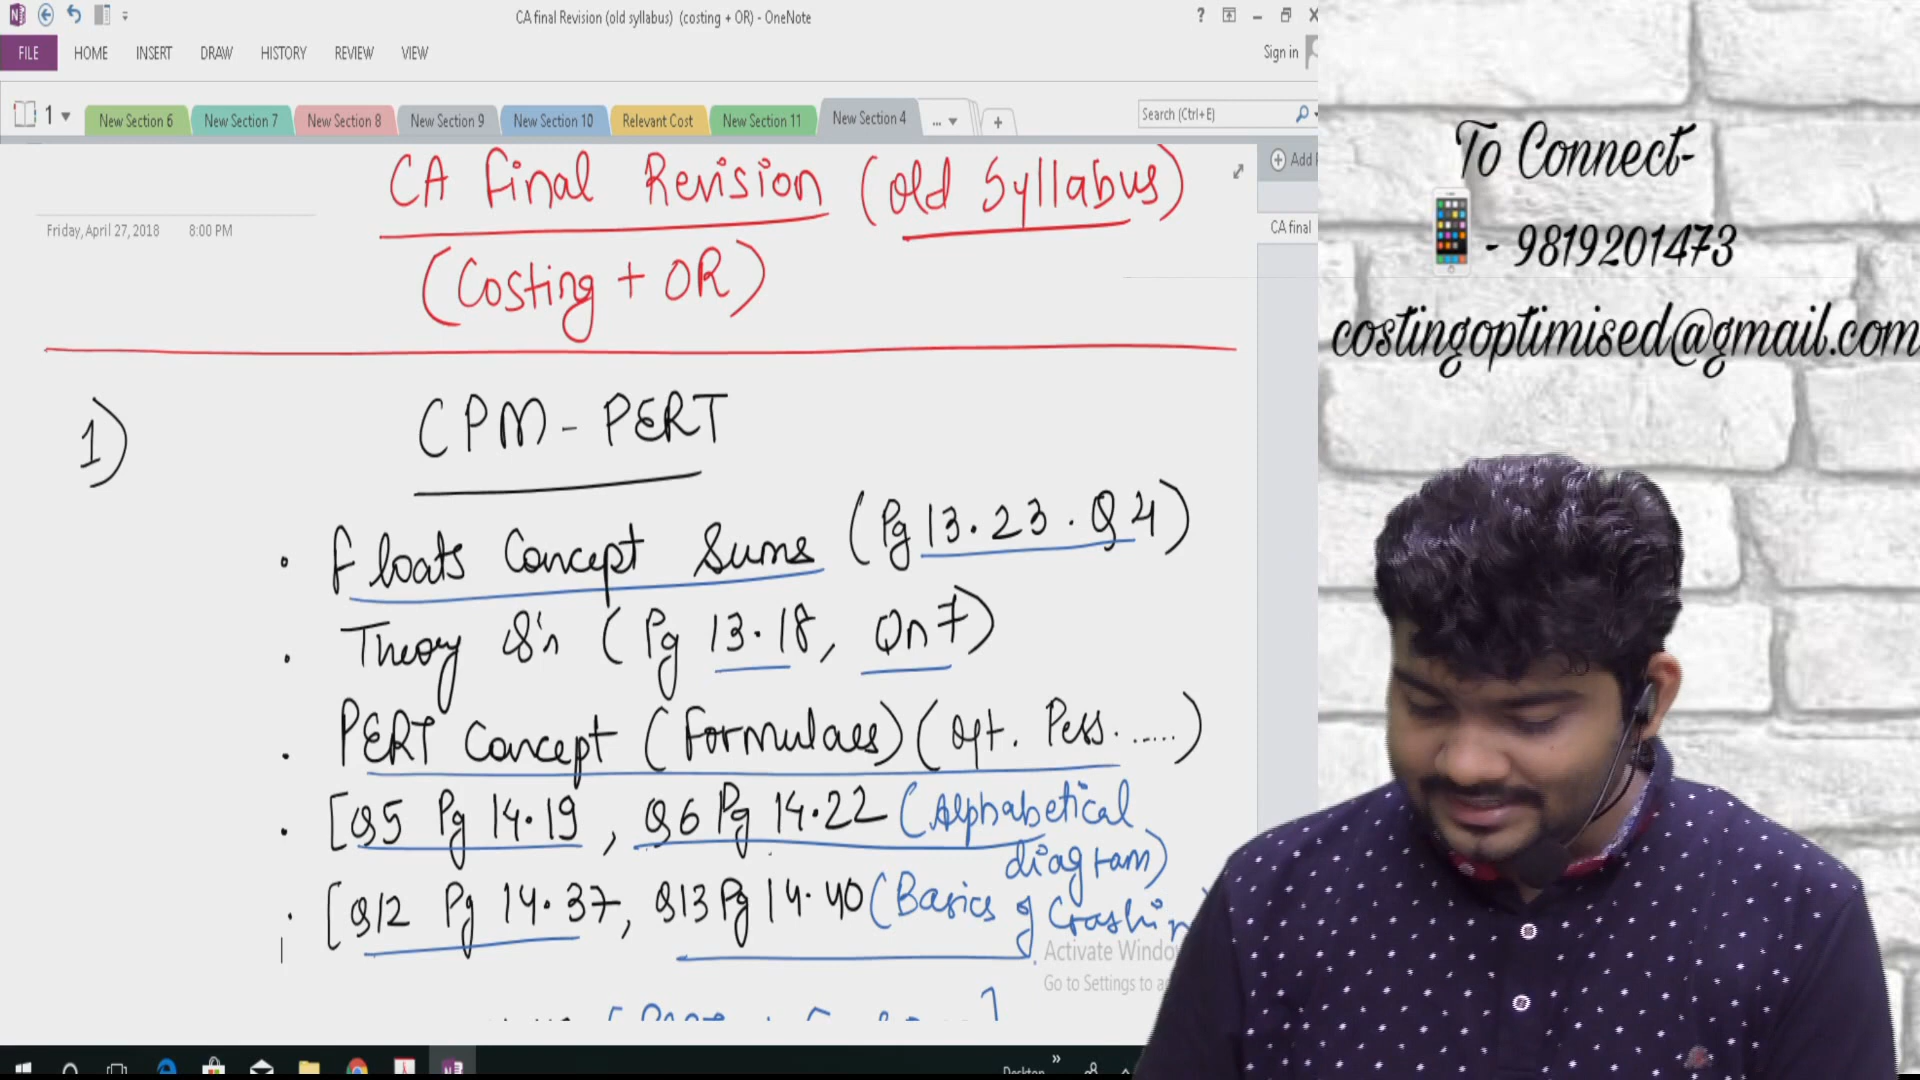 CA final Revision (old syllabus) (costing + OR) - OneNote
FILE HOME INSERT DRAW HISTORY REVIEW VIEW
Sign in
1 New Section 6 New Section 7 New Section 8 New Section 9 New Section 10 Relevant Cost New Section 11 New Section 4 ...
Search (Ctrl+E)
Add
CA final
Friday, April 27, 2018 8:00 PM
CA Final Revision (Old Syllabus)
(Costing + OR)
1) CPM - PERT
• Floats Concept Sums (Pg 13.23. Q4)
• Theory Q'n (Pg 13.18, Qn 7)
• PERT Concept (Formulaes) (opt. Pess. .....)
• [Q5 Pg 14.19, Q6 Pg 14.22 (Alphabetical
diagram)
• [Q12 Pg 14.37, Q13 Pg 14.40 (Basics of Crashin
Go to Settings to
To Connect-
- 9819201473
costingoptimised@gmail.com